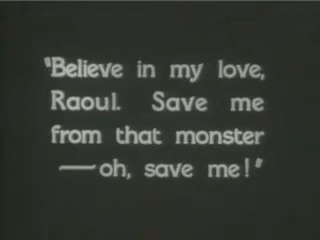 "Believe in my love,
Raoul. Save me
from that monster
—oh, save me!"